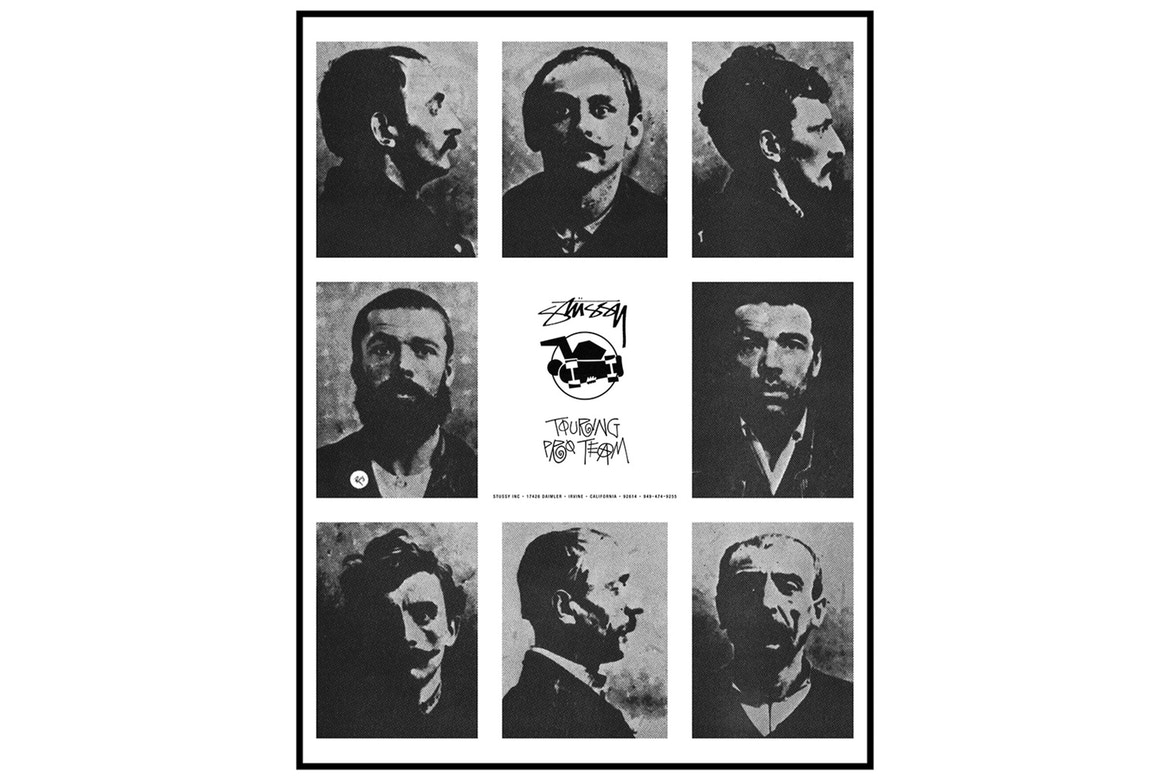 Stüssy
TOURING
PRO TEAM
STUSSY INC • 17426 DAIMLER • IRVINE • CALIFORNIA • 92614 • 949-474-9255